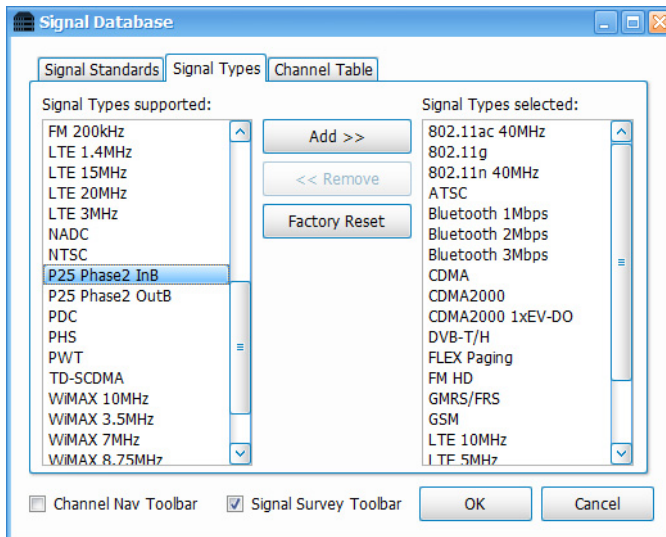 Signal Database
Signal Standards
Signal Types
Channel Table
Signal Types supported:
FM 200kHz
LTE 1.4MHz
LTE 15MHz
LTE 20MHz
LTE 3MHz
NADC
NTSC
P25 Phase2 InB
P25 Phase2 OutB
PDC
PHS
PWT
TD-SCDMA
WiMAX 10MHz
WiMAX 3.5MHz
WiMAX 7MHz
WiMAX 8.75MHz
Add >>
<< Remove
Factory Reset
Signal Types selected:
802.11ac 40MHz
802.11g
802.11n 40MHz
ATSC
Bluetooth 1Mbps
Bluetooth 2Mbps
Bluetooth 3Mbps
CDMA
CDMA2000
CDMA2000 1xEV-DO
DVB-T/H
FLEX Paging
FM HD
GMRS/FRS
GSM
LTE 10MHz
LTE 5MHz
Channel Nav Toolbar
Signal Survey Toolbar
OK
Cancel